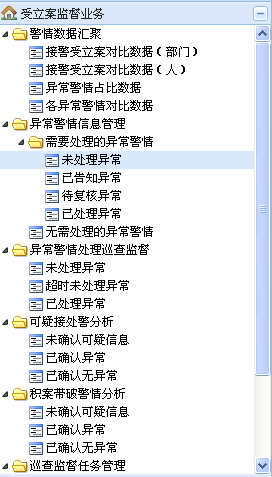 受立案监督业务
警情数据汇聚
接警受立案对比数据（部门）
接警受立案对比数据（人）
异常警情占比数据
各异常警情对比数据
异常警情信息管理
需要处理的异常警情
未处理异常
已告知异常
待复核异常
已处理异常
无需处理的异常警情
异常警情处理巡查监督
未处理异常
超时未处理异常
已处理异常
可疑接处警分析
未确认可疑信息
已确认异常
已确认无异常
积案带破警情分析
未确认可疑信息
已确认异常
已确认无异常
巡查监督任务管理